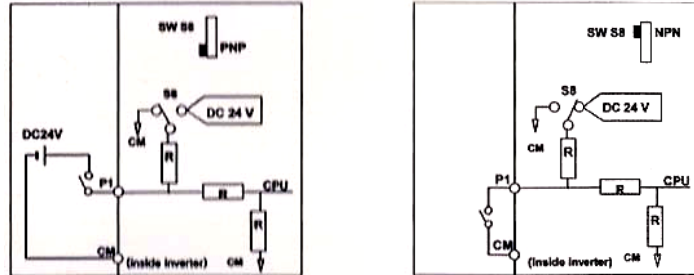 SW S8
PNP
S8
DC 24 V
DC24V
CM
R
P1
R
CPU
R
CM
(Inside Inverter)
CM
SW S8
NPN
S8
DC 24 V
CM
R
P1
R
CPU
R
CM
(Inside Inverter)
CM